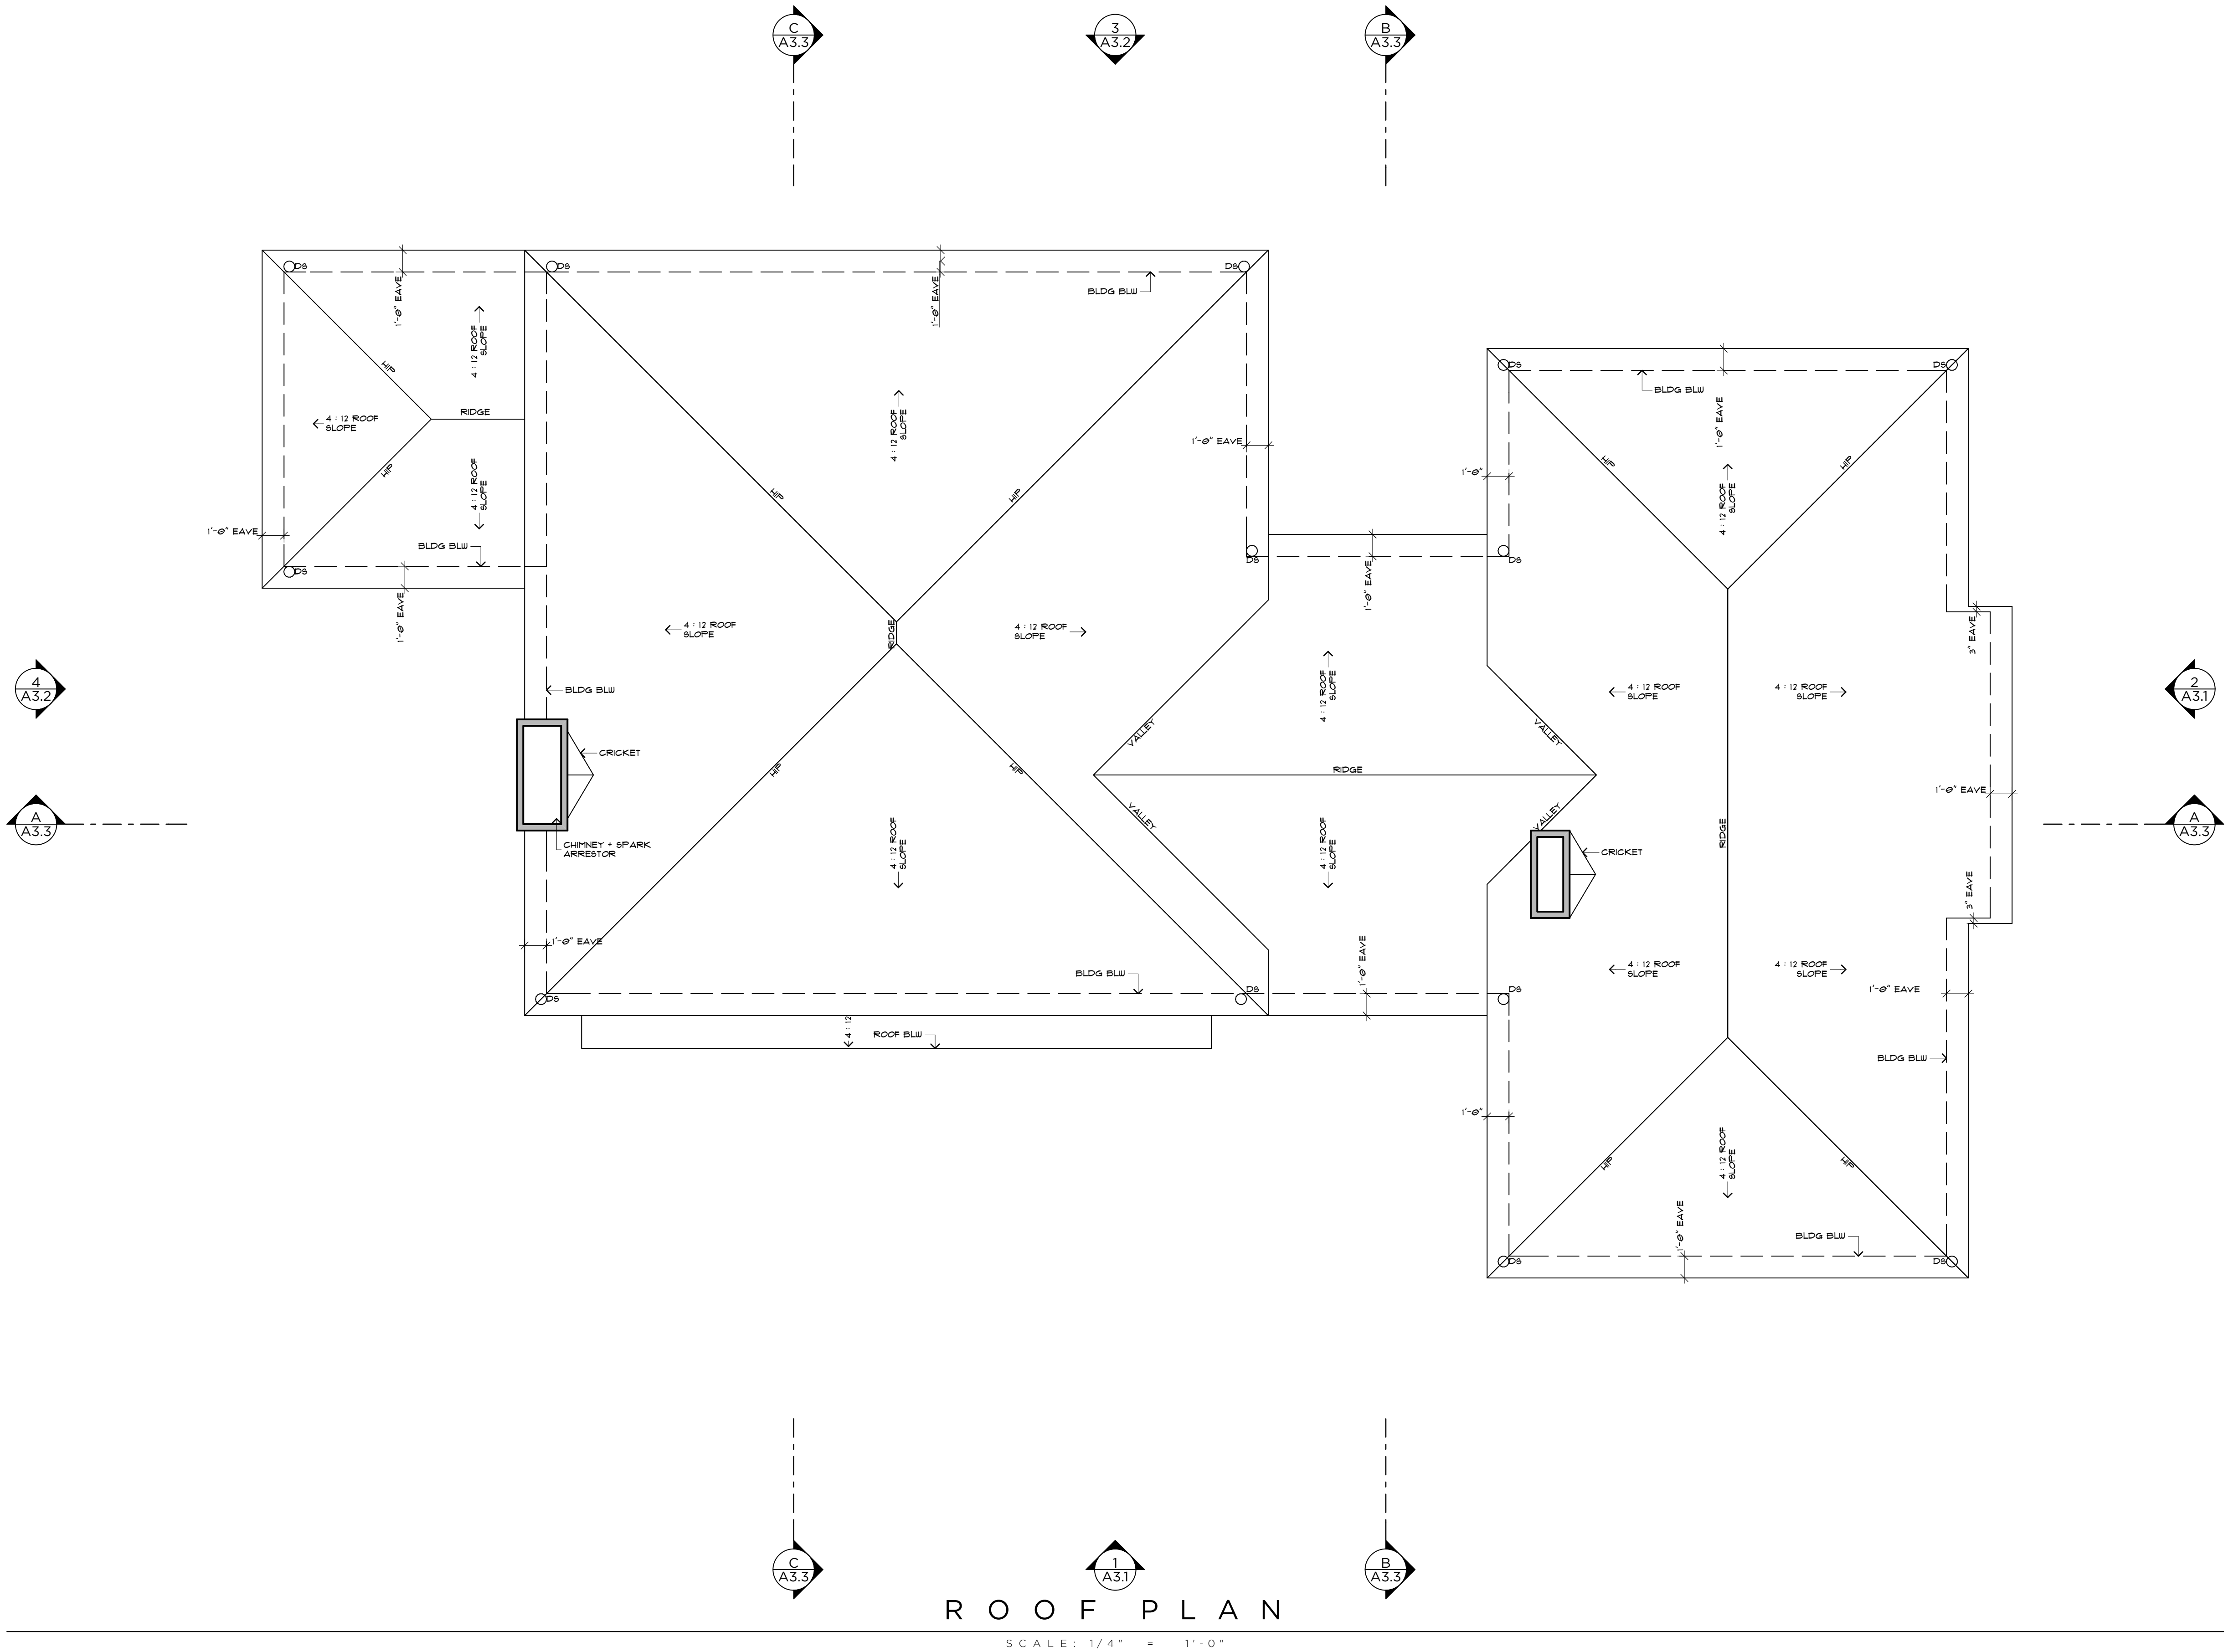 C
A3.3
3
A3.2
B
A3.3
DS
DS
DS
1'-0" EAVE
1'-0" EAVE
BLDG BLW
4 : 12 ROOF
SLOPE
HIP
RIDGE
4 : 12 ROOF
SLOPE
HIP
4 : 12 ROOF
SLOPE
1'-0" EAVE
BLDG BLW
DS
1'-0" EAVE
4 : 12 ROOF
SLOPE
1'-0" EAVE
HIP
HIP
DS
DS
BLDG BLW
1'-0" EAVE
1'-0"
HIP
HIP
4 : 12 ROOF
SLOPE
DS
DS
1'-0" EAVE
4 : 12 ROOF
SLOPE
RIDGE
4 : 12 ROOF
SLOPE
3" EAVE
4
A3.2
BLDG BLW
4 : 12 ROOF
SLOPE
4 : 12 ROOF
SLOPE
4 : 12 ROOF
SLOPE
2
A3.1
VALLEY
VALLEY
CRICKET
HIP
HIP
RIDGE
1'-0" EAVE
A
A3.3
VALLEY
VALLEY
RIDGE
A
A3.3
CHIMNEY + SPARK
ARRESTOR
4 : 12 ROOF
SLOPE
4 : 12 ROOF
SLOPE
CRICKET
3" EAVE
1'-0" EAVE
1'-0" EAVE
BLDG BLW
4 : 12 ROOF
SLOPE
4 : 12 ROOF
SLOPE
DS
DS
DS
1'-0" EAVE
4 : 12
ROOF BLW
BLDG BLW
1'-0"
HIP
4 : 12 ROOF
SLOPE
HIP
1'-0" EAVE
BLDG BLW
DS
DS
C
A3.3
1
A3.1
B
A3.3
ROOF PLAN
SCALE: 1/4" = 1'-0"